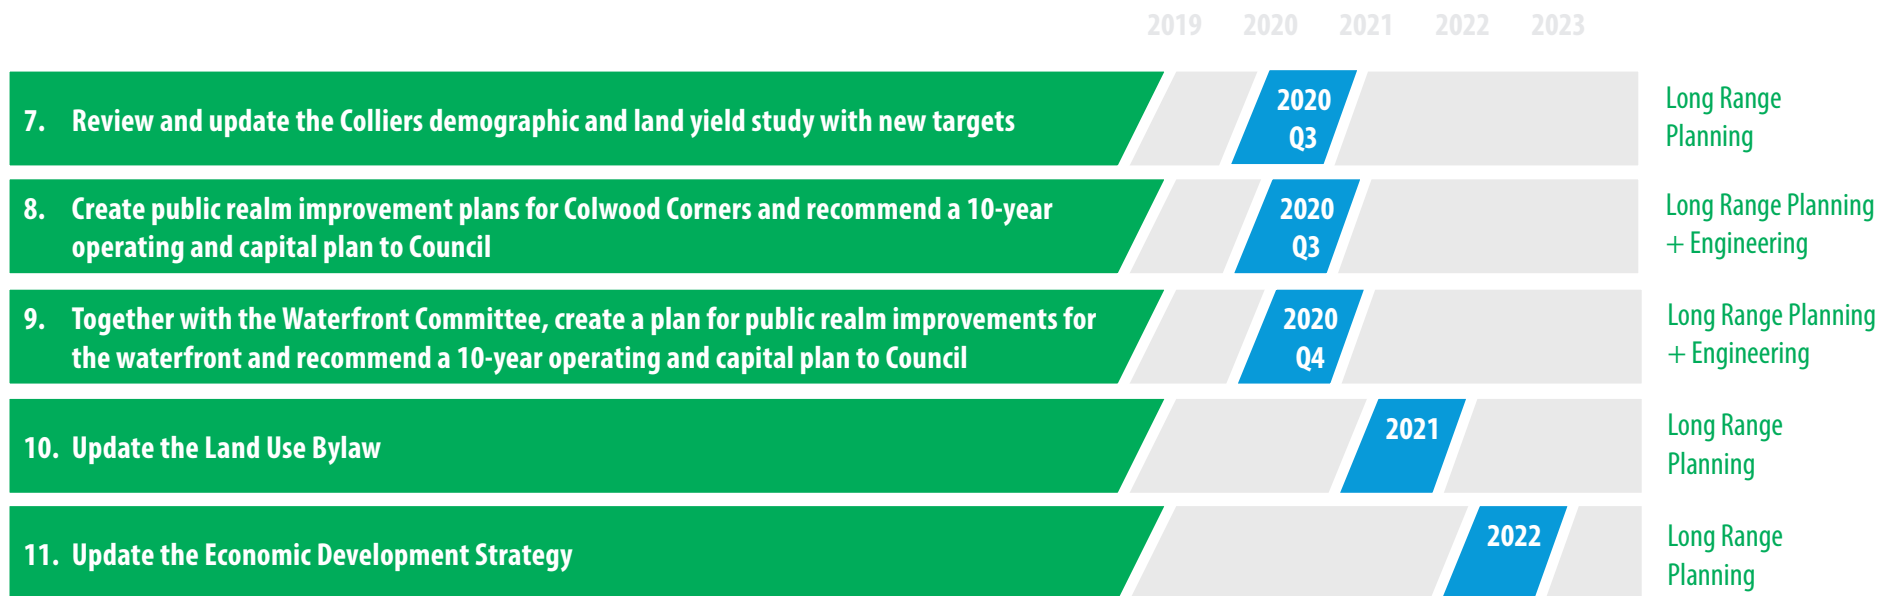 2019 2020 2021 2022 2023
7. Review and update the Colliers demographic and land yield study with new targets
2020
Q3
Long Range
Planning
8. Create public realm improvement plans for Colwood Corners and recommend a 10-year
operating and capital plan to Council
2020
Q3
Long Range Planning
+ Engineering
9. Together with the Waterfront Committee, create a plan for public realm improvements for
the waterfront and recommend a 10-year operating and capital plan to Council
2020
Q4
Long Range Planning
+ Engineering
10. Update the Land Use Bylaw
2021
Long Range
Planning
11. Update the Economic Development Strategy
2022
Long Range
Planning